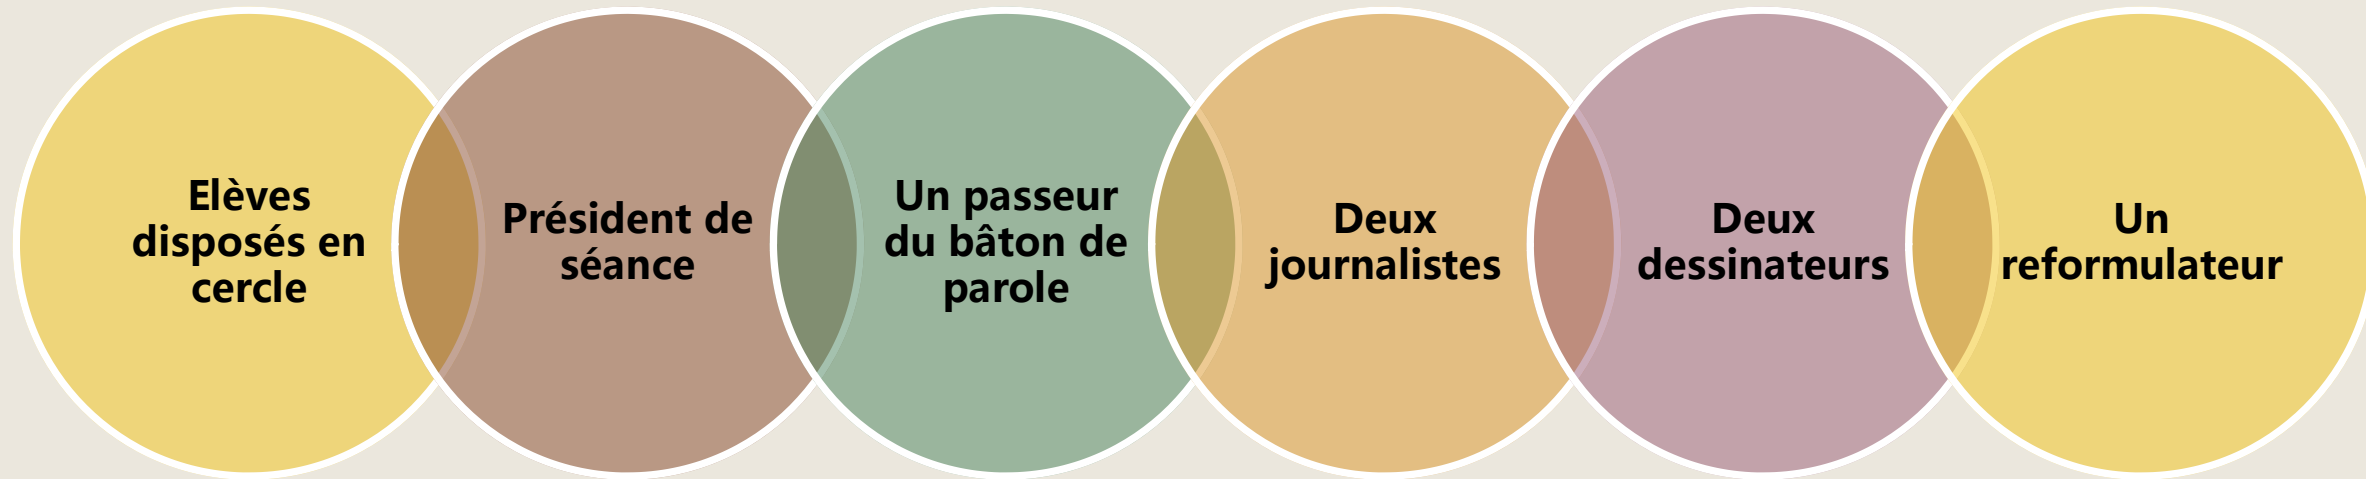 Elèves
disposés en
cercle
Président de
séance
Un passeur
du bâton de
parole
Deux
journalistes
Deux
dessinateurs
Un
reformulateur